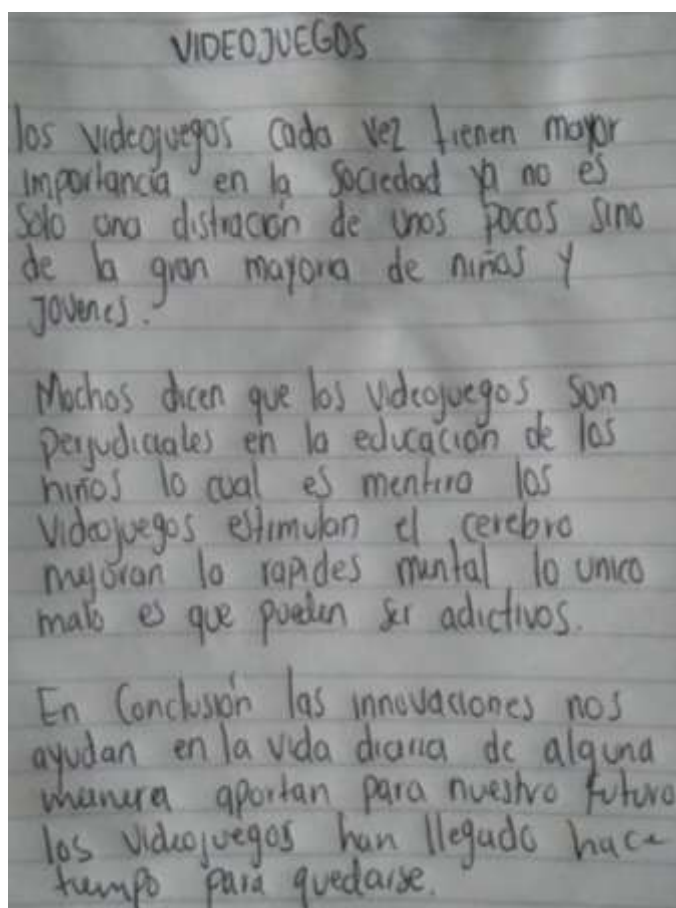 VIDEOJUEGOS
los videojuegos cada vez tienen mayor
importancia en la sociedad ya no es
solo una distración de unos pocos sino
de la gran mayoria de niños y
jovenes.
Muchos dicen que los videojuegos son
perjudiciales en la educación de los
niños lo cual es mentira los
videojuegos estimulan el cerebro
mejoran la rapides mental lo unico
malo es que pueden ser adictivos.
En Conclusión las innovaciones nos
ayudan en la vida diaria de alguna
manera aportan para nuestro futuro
los videojuegos han llegado hace
tiempo para quedarse.